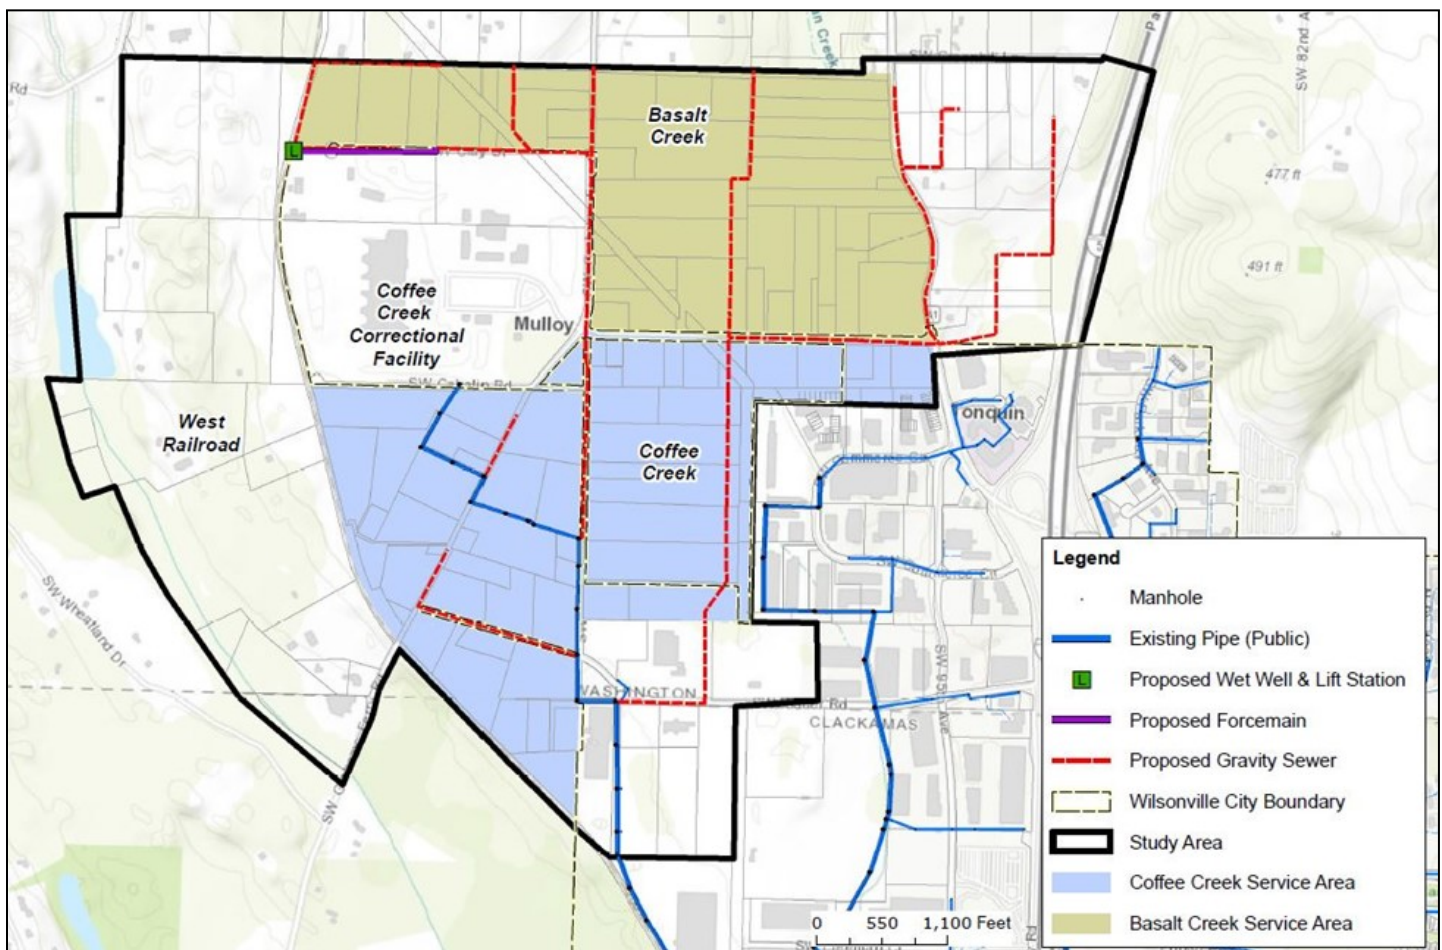 Rd
Creek
SW 82nd A
Basalt
Creek
477 ft
491 ft
Coffee
Creek
Correctional
Facility
Mulloy
West
Railroad
Coffee
Creek
onquin
SW Wheatland Dr
WASHINGTON
Rd
CLACKAMAS
SW 95th Ave
0 550 1,100 Feet
Legend
Manhole
Existing Pipe (Public)
L Proposed Wet Well & Lift Station
Proposed Forcemain
Proposed Gravity Sewer
Wilsonville City Boundary
Study Area
Coffee Creek Service Area
Basalt Creek Service Area
L